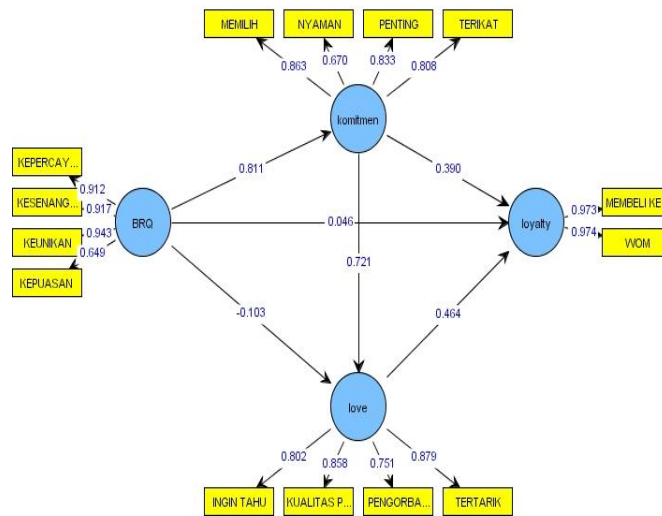 MEMILIH NYAMAN PENTING TERIKAT
0.863 0.670 0.833 0.808
komitmen
KEPERCAY...
0.912
KESENANG...
0.917
KEUNIKAN
0.943
KEPUASAN
0.649
BRQ
0.811
0.390
0.046
0.721
-0.103
0.464
loyalty
0.973
MEMBELI KE
0.974
WOM
love
0.802 0.858 0.751 0.879
INGIN TAHU KUALITAS P... PENGORBA... TERTARIK